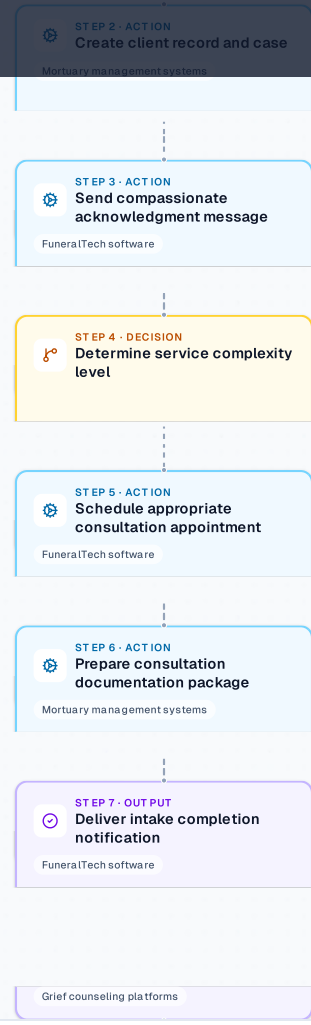 STEP 2 · ACTION
Create client record and case
Mortuary management systems
STEP 3 · ACTION
Send compassionate
acknowledgment message
FuneralTech software
STEP 4 · DECISION
Determine service complexity
level
STEP 5 · ACTION
Schedule appropriate
consultation appointment
FuneralTech software
STEP 6 · ACTION
Prepare consultation
documentation package
Mortuary management systems
STEP 7 · OUTPUT
Deliver intake completion
notification
FuneralTech software
Grief counseling platforms